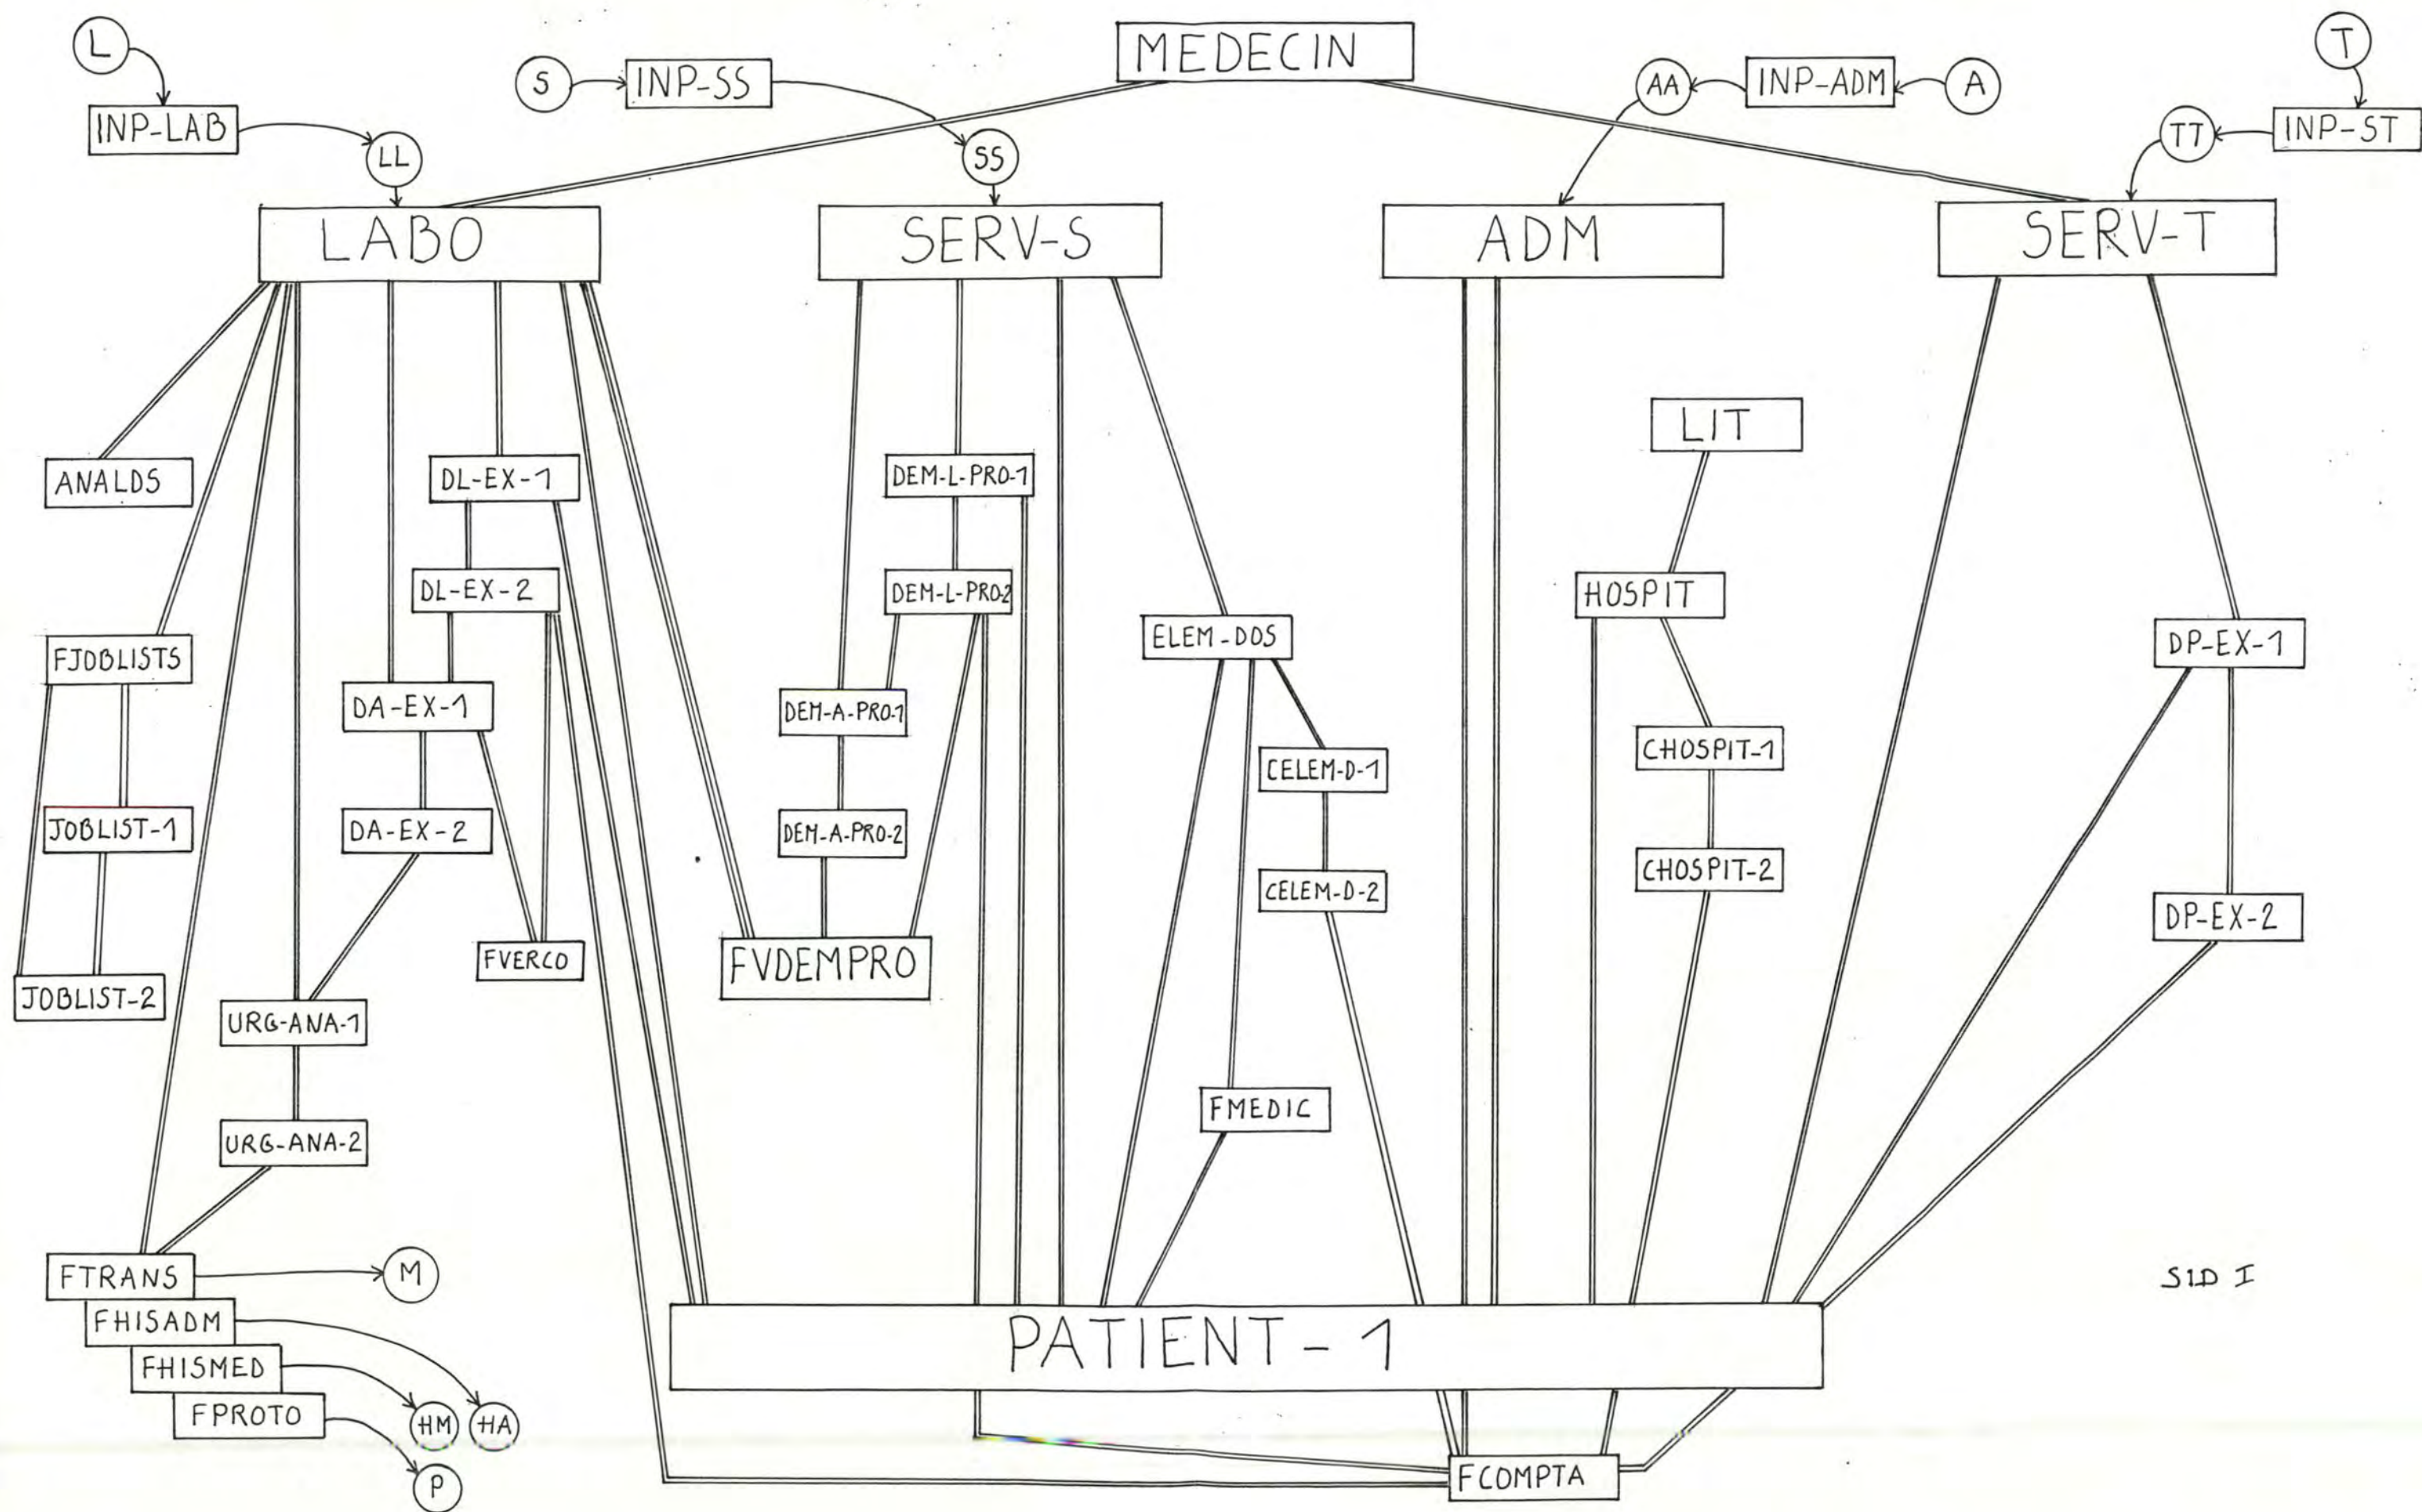 L
S
INP-SS
MEDECIN
AA
INP-ADM
A
T
INP-LAB
LL
SS
TT
INP-ST
LABO
SERV-S
ADM
SERV-T
LIT
ANALDS
DL-EX-1
DEM-L-PRO-1
DL-EX-2
DEM-L-PRO-2
HOSPIT
FJOBLISTS
ELEM-DOS
DP-EX-1
DA-EX-1
DEM-A-PRO-1
CHOSPIT-1
CELEM-D-1
JOBLIST-1
DA-EX-2
DEM-A-PRO-2
CHOSPIT-2
CELEM-D-2
DP-EX-2
FVERCO
FVDEMPRO
JOBLIST-2
URG-ANA-1
FMEDIC
URG-ANA-2
FTRANS
M
SID I
FHISADM
PATIENT-1
FHISMED
FPROTO
HM
HA
P
FCOMPTA